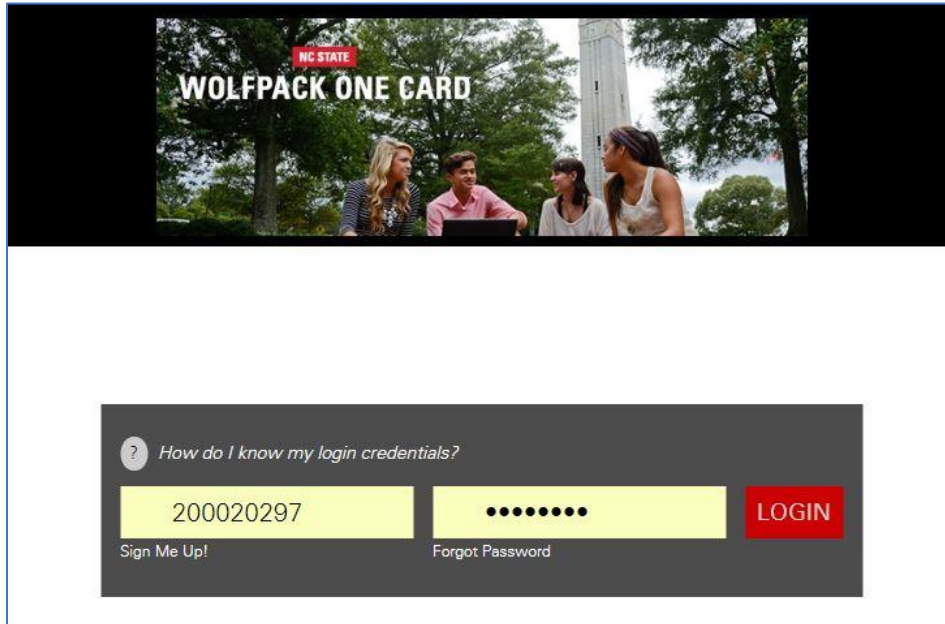 NC STATE
WOLFPACK ONE CARD
? How do I know my login credentials?
200020297 •••••••• LOGIN
Sign Me Up! Forgot Password